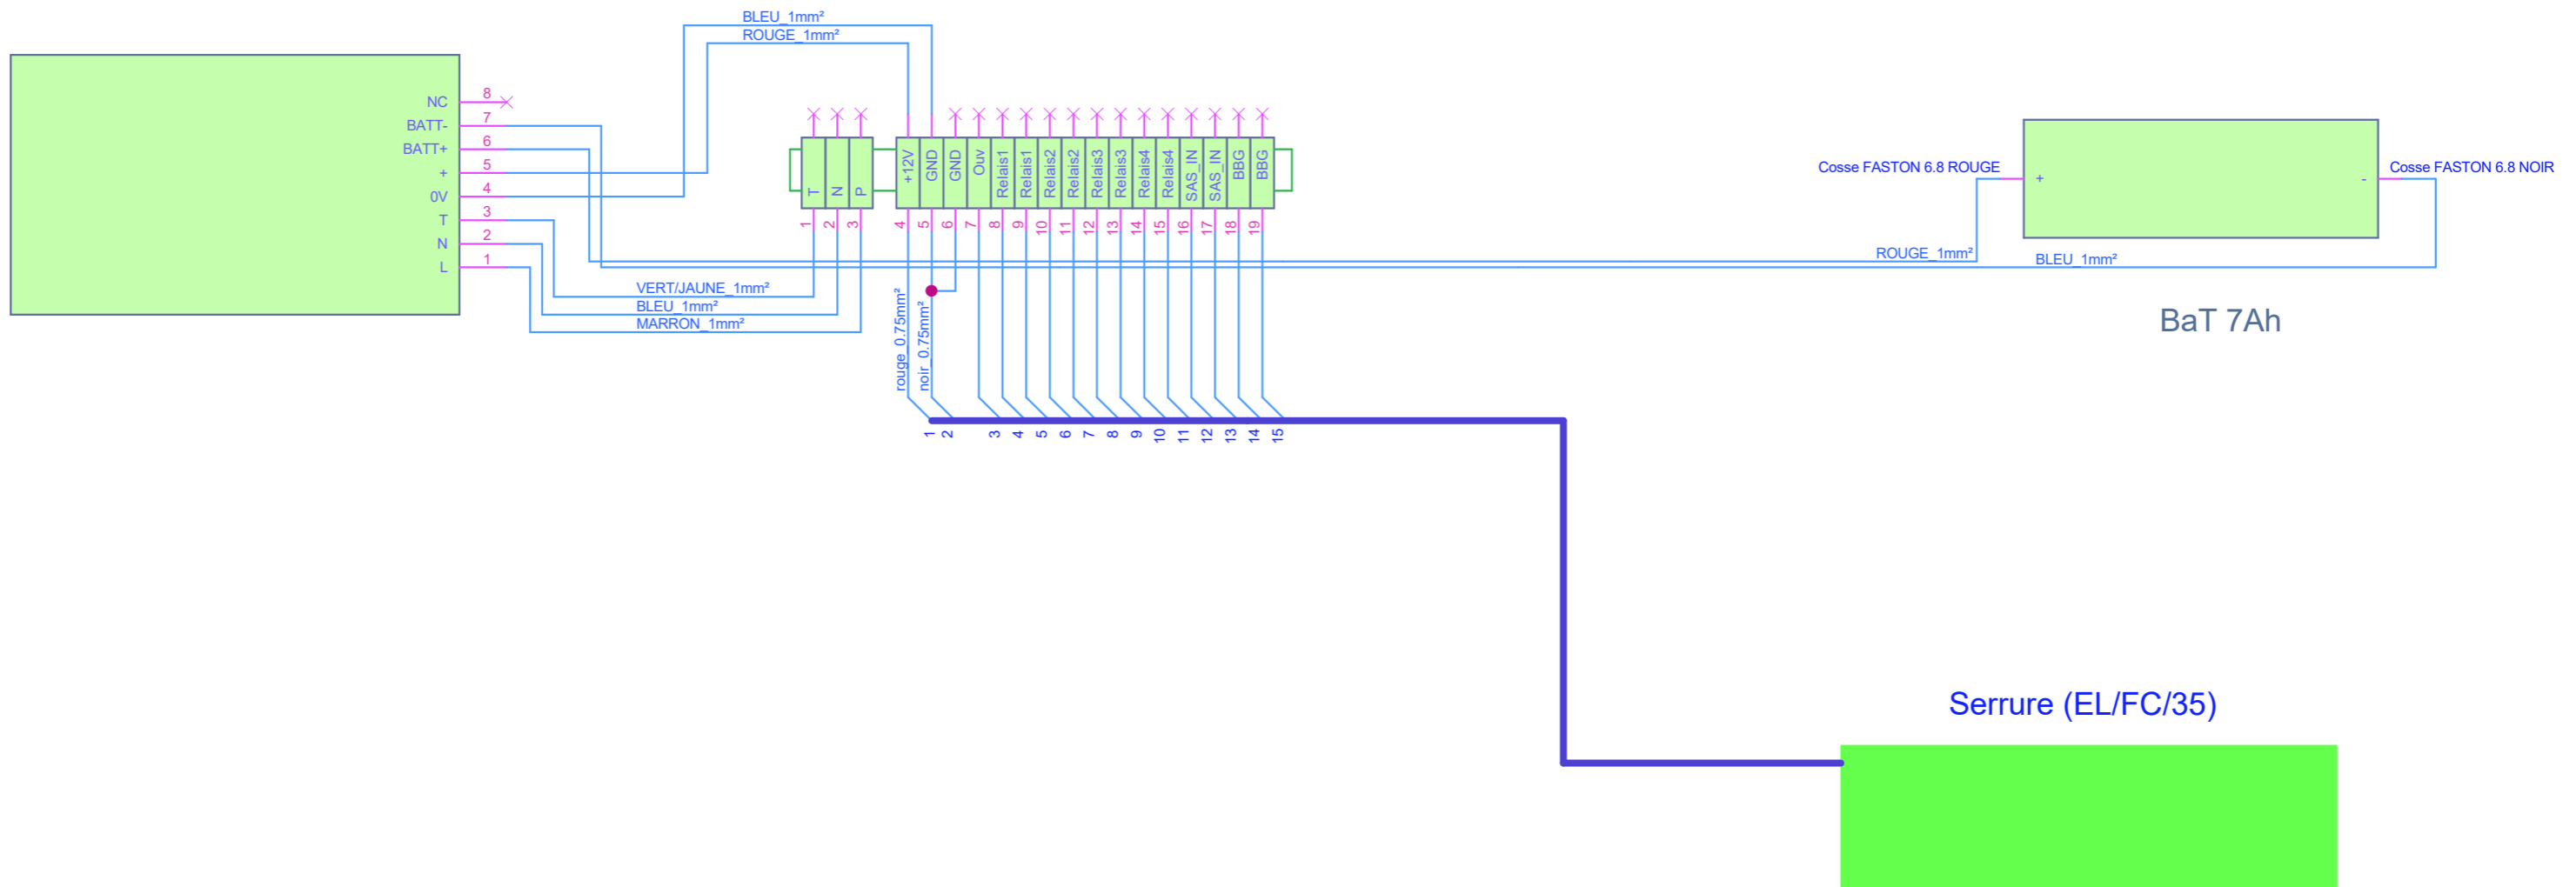 BLEU_1mm²
ROUGE_1mm²
NC 8
BATT- 7
BATT+ 6
+ 5
0V 4
T 3
N 2
L 1
T N P +12V GND GND Ouv Relais1 Relais1 Relais2 Relais2 Relais3 Relais3 Relais4 Relais4 SAS_IN SAS_IN BBG BBG
1 2 3 4 5 6 7 8 9 10 11 12 13 14 15 16 17 18 19
Cosse FASTON 6.8 ROUGE
+ -
Cosse FASTON 6.8 NOIR
ROUGE_1mm²
BLEU_1mm²
VERT/JAUNE_1mm²
BLEU_1mm²
MARRON_1mm²
BaT 7Ah
rouge_0.75mm²
noir_0.75mm²
1 2 3 4 5 6 7 8 9 10 11 12 13 14 15
Serrure (EL/FC/35)